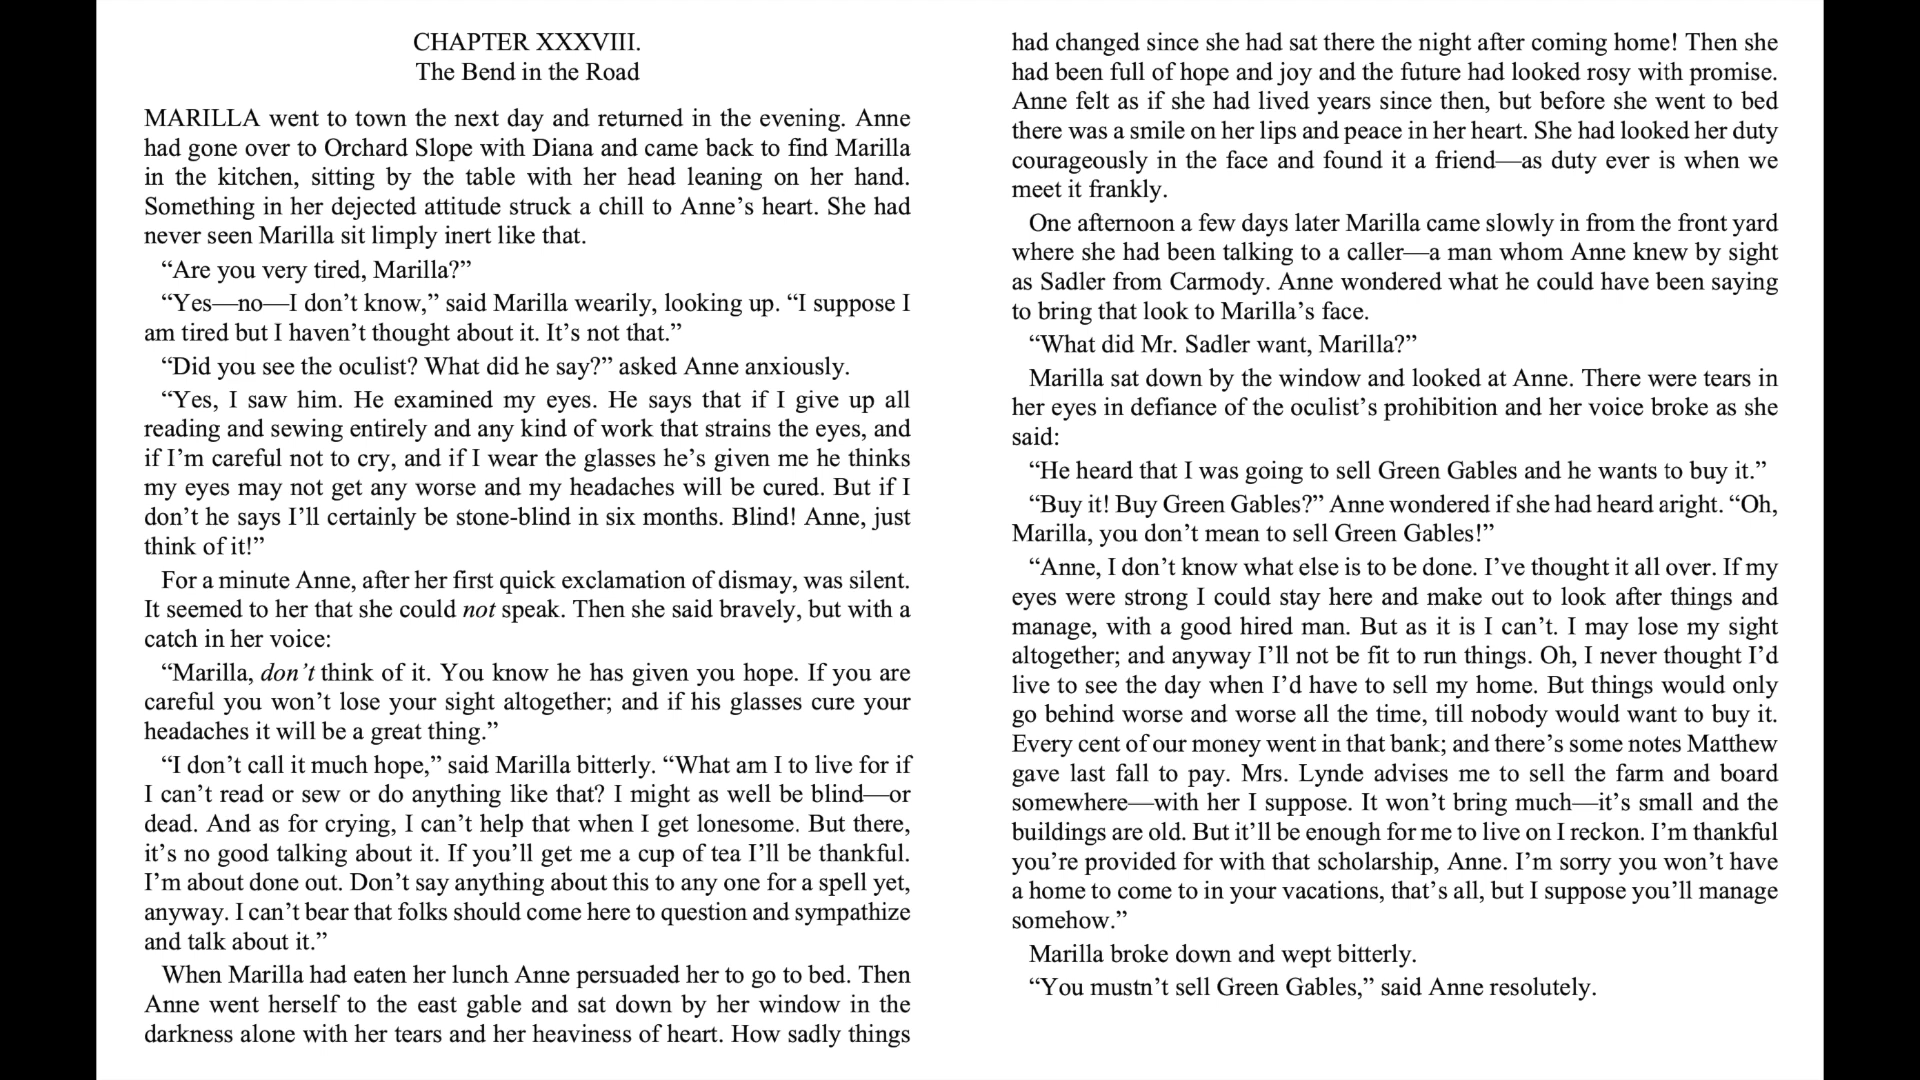 CHAPTER XXXVIII.
The Bend in the Road
MARILLA went to town the next day and returned in the evening. Anne
had gone over to Orchard Slope with Diana and came back to find Marilla
in the kitchen, sitting by the table with her head leaning on her hand.
Something in her dejected attitude struck a chill to Anne’s heart. She had
never seen Marilla sit limply inert like that.
“Are you very tired, Marilla?”
“Yes—no—I don’t know,” said Marilla wearily, looking up. “I suppose I
am tired but I haven’t thought about it. It’s not that.”
“Did you see the oculist? What did he say?” asked Anne anxiously.
“Yes, I saw him. He examined my eyes. He says that if I give up all
reading and sewing entirely and any kind of work that strains the eyes, and
if I’m careful not to cry, and if I wear the glasses he’s given me he thinks
my eyes may not get any worse and my headaches will be cured. But if I
don’t he says I’ll certainly be stone-blind in six months. Blind! Anne, just
think of it!”
For a minute Anne, after her first quick exclamation of dismay, was silent.
It seemed to her that she could not speak. Then she said bravely, but with a
catch in her voice:
“Marilla, don’t think of it. You know he has given you hope. If you are
careful you won’t lose your sight altogether; and if his glasses cure your
headaches it will be a great thing.”
“I don’t call it much hope,” said Marilla bitterly. “What am I to live for if
I can’t read or sew or do anything like that? I might as well be blind—or
dead. And as for crying, I can’t help that when I get lonesome. But there,
it’s no good talking about it. If you’ll get me a cup of tea I’ll be thankful.
I’m about done out. Don’t say anything about this to any one for a spell yet,
anyway. I can’t bear that folks should come here to question and sympathize
and talk about it.”
When Marilla had eaten her lunch Anne persuaded her to go to bed. Then
Anne went herself to the east gable and sat down by her window in the
darkness alone with her tears and her heaviness of heart. How sadly things
had changed since she had sat there the night after coming home! Then she
had been full of hope and joy and the future had looked rosy with promise.
Anne felt as if she had lived years since then, but before she went to bed
there was a smile on her lips and peace in her heart. She had looked her duty
courageously in the face and found it a friend—as duty ever is when we
meet it frankly.
One afternoon a few days later Marilla came slowly in from the front yard
where she had been talking to a caller—a man whom Anne knew by sight
as Sadler from Carmody. Anne wondered what he could have been saying
to bring that look to Marilla’s face.
“What did Mr. Sadler want, Marilla?”
Marilla sat down by the window and looked at Anne. There were tears in
her eyes in defiance of the oculist’s prohibition and her voice broke as she
said:
“He heard that I was going to sell Green Gables and he wants to buy it.”
“Buy it! Buy Green Gables?” Anne wondered if she had heard aright. “Oh,
Marilla, you don’t mean to sell Green Gables!”
“Anne, I don’t know what else is to be done. I’ve thought it all over. If my
eyes were strong I could stay here and make out to look after things and
manage, with a good hired man. But as it is I can’t. I may lose my sight
altogether; and anyway I’ll not be fit to run things. Oh, I never thought I’d
live to see the day when I’d have to sell my home. But things would only
go behind worse and worse all the time, till nobody would want to buy it.
Every cent of our money went in that bank; and there’s some notes Matthew
gave last fall to pay. Mrs. Lynde advises me to sell the farm and board
somewhere—with her I suppose. It won’t bring much—it’s small and the
buildings are old. But it’ll be enough for me to live on I reckon. I’m thankful
you’re provided for with that scholarship, Anne. I’m sorry you won’t have
a home to come to in your vacations, that’s all, but I suppose you’ll manage
somehow.”
Marilla broke down and wept bitterly.
“You mustn’t sell Green Gables,” said Anne resolutely.